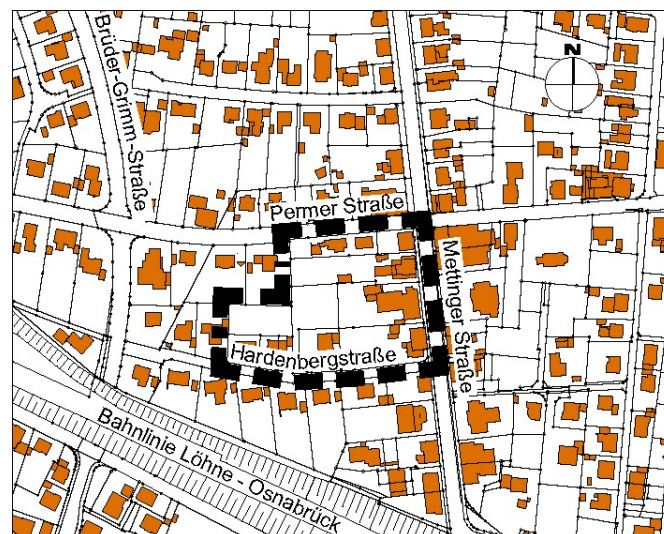 Brüder-Grimm-Straße
N
Permer Straße
Mettinger Straße
Hardenbergstraße
Bahnlinie Löhne - Osnabrück